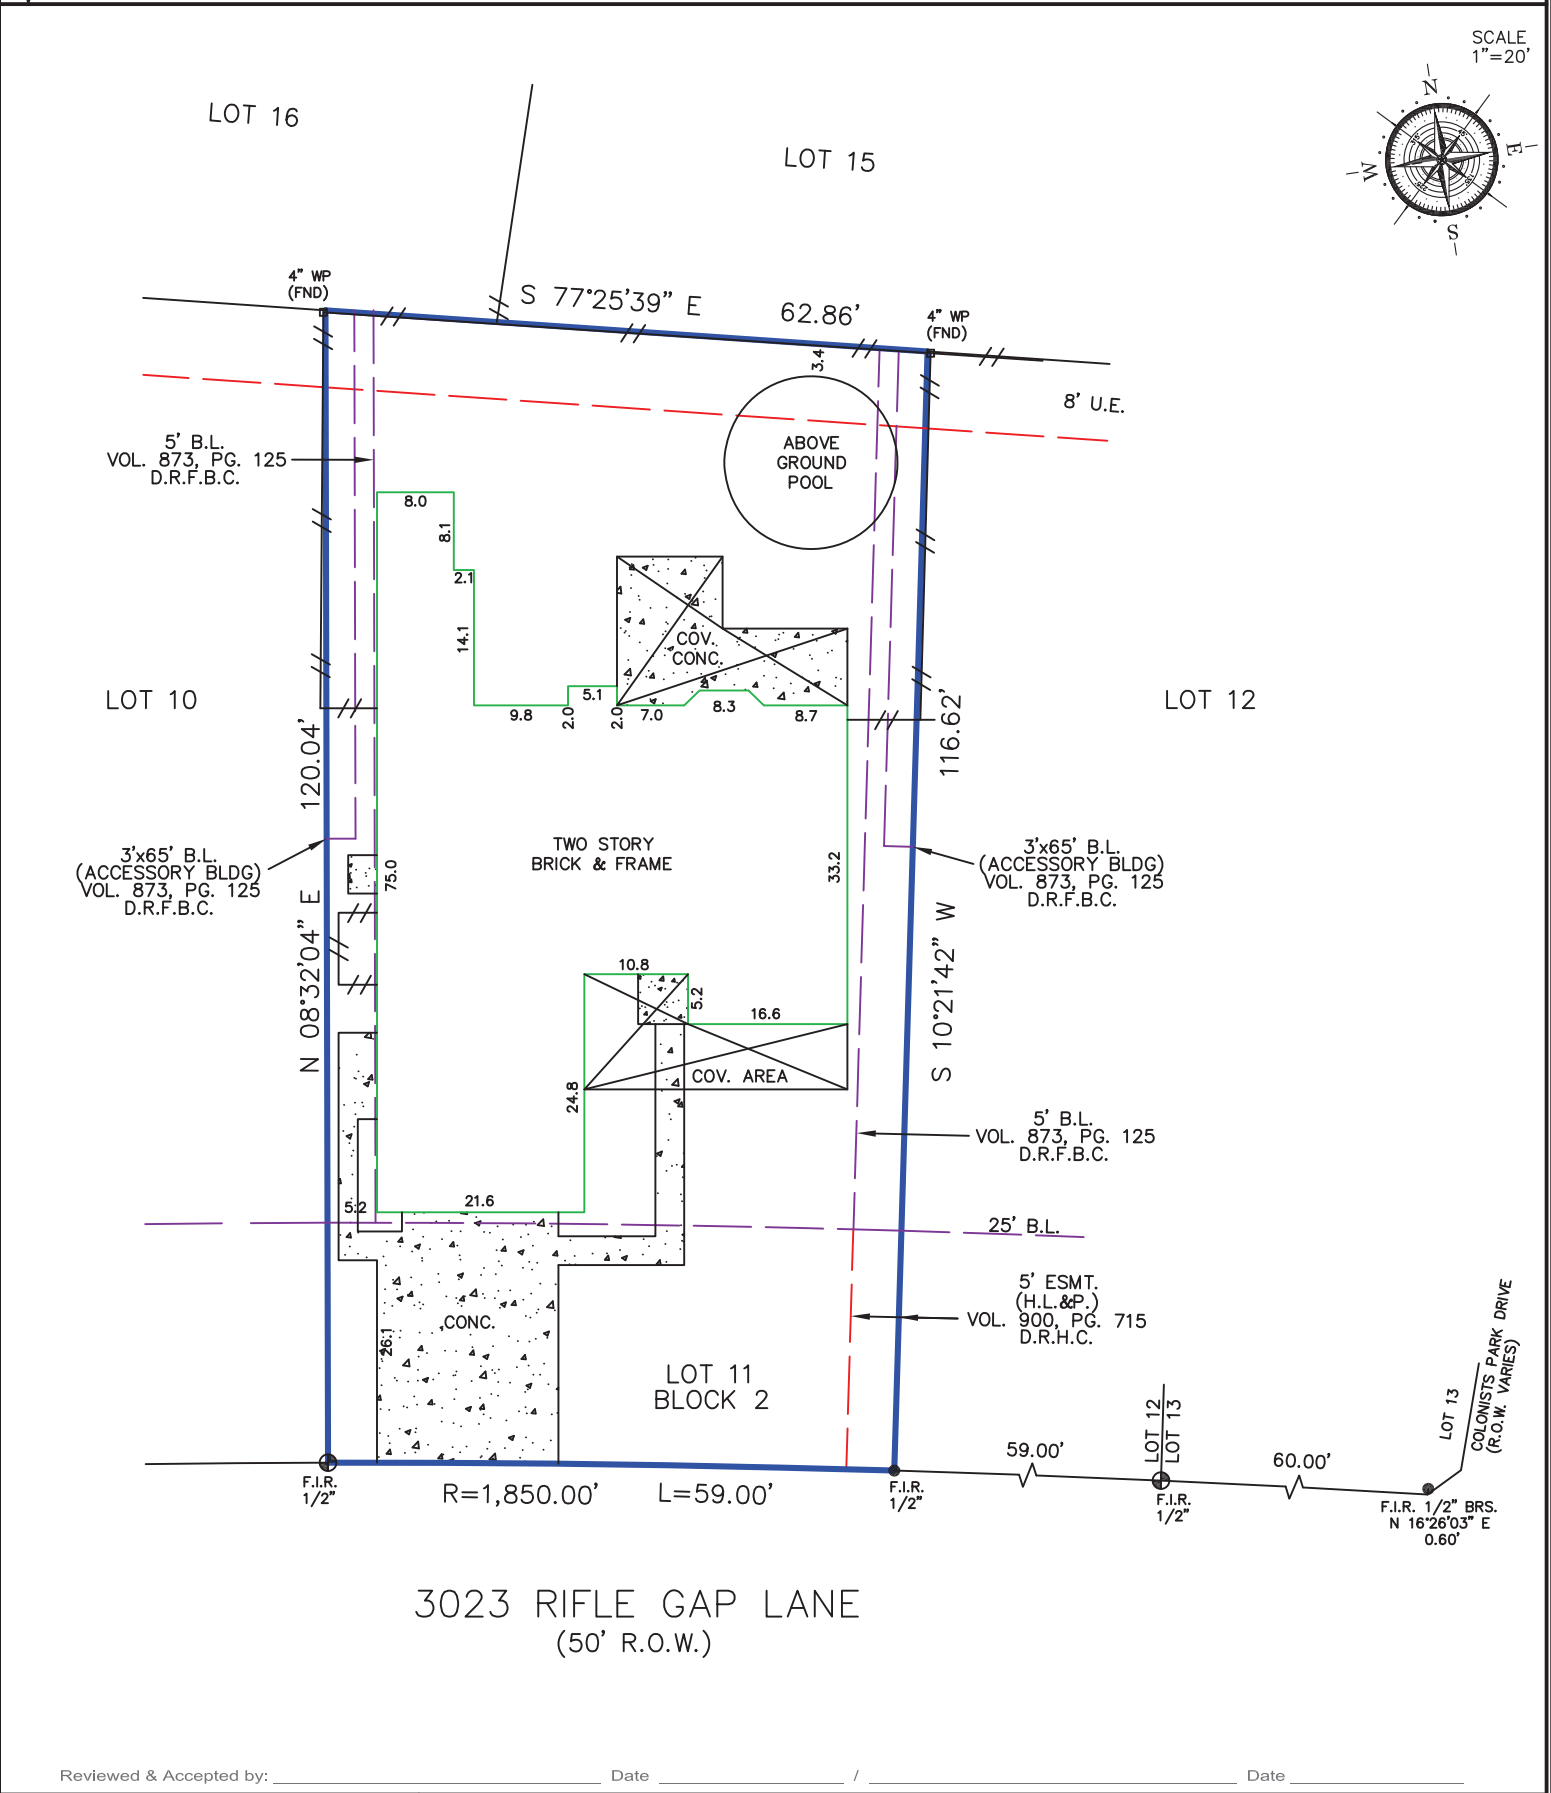 SCALE
1"=20'
N
E
S
W
LOT 16
LOT 15
4" WP
(FND)
S 77°25'39" E 62.86'
4" WP
(FND)
3.4
8' U.E.
ABOVE
GROUND
POOL
5' B.L.
VOL. 873, PG. 125
D.R.F.B.C.
8.0
8.1
2.1
14.1
COV.
CONC.
5.1
9.8
2.0
2.0
7.0
8.3
8.7
LOT 10
LOT 12
120.04'
116.62'
TWO STORY
BRICK & FRAME
75.0
33.2
3'x65' B.L.
(ACCESSORY BLDG)
VOL. 873, PG. 125
D.R.F.B.C.
3'x65' B.L.
(ACCESSORY BLDG)
VOL. 873, PG. 125
D.R.F.B.C.
N 08°32'04" E
S 10°21'42" W
10.8
5.2
16.6
COV. AREA
24.8
5' B.L.
VOL. 873, PG. 125
D.R.F.B.C.
5.2
21.6
25' B.L.
5' ESMT.
(H.L.&P.)
VOL. 900, PG. 715
D.R.H.C.
CONC.
26.1
LOT 11
BLOCK 2
LOT 12
LOT 13
LOT 13
COLONISTS PARK DRIVE
(R.O.W. VARIES)
59.00'
60.00'
F.I.R.
1/2"
R=1,850.00' L=59.00'
F.I.R.
1/2"
F.I.R.
1/2"
F.I.R. 1/2" BRS.
N 16°26'03" E
0.60'
3023 RIFLE GAP LANE
(50' R.O.W.)
Reviewed & Accepted by: Date / Date